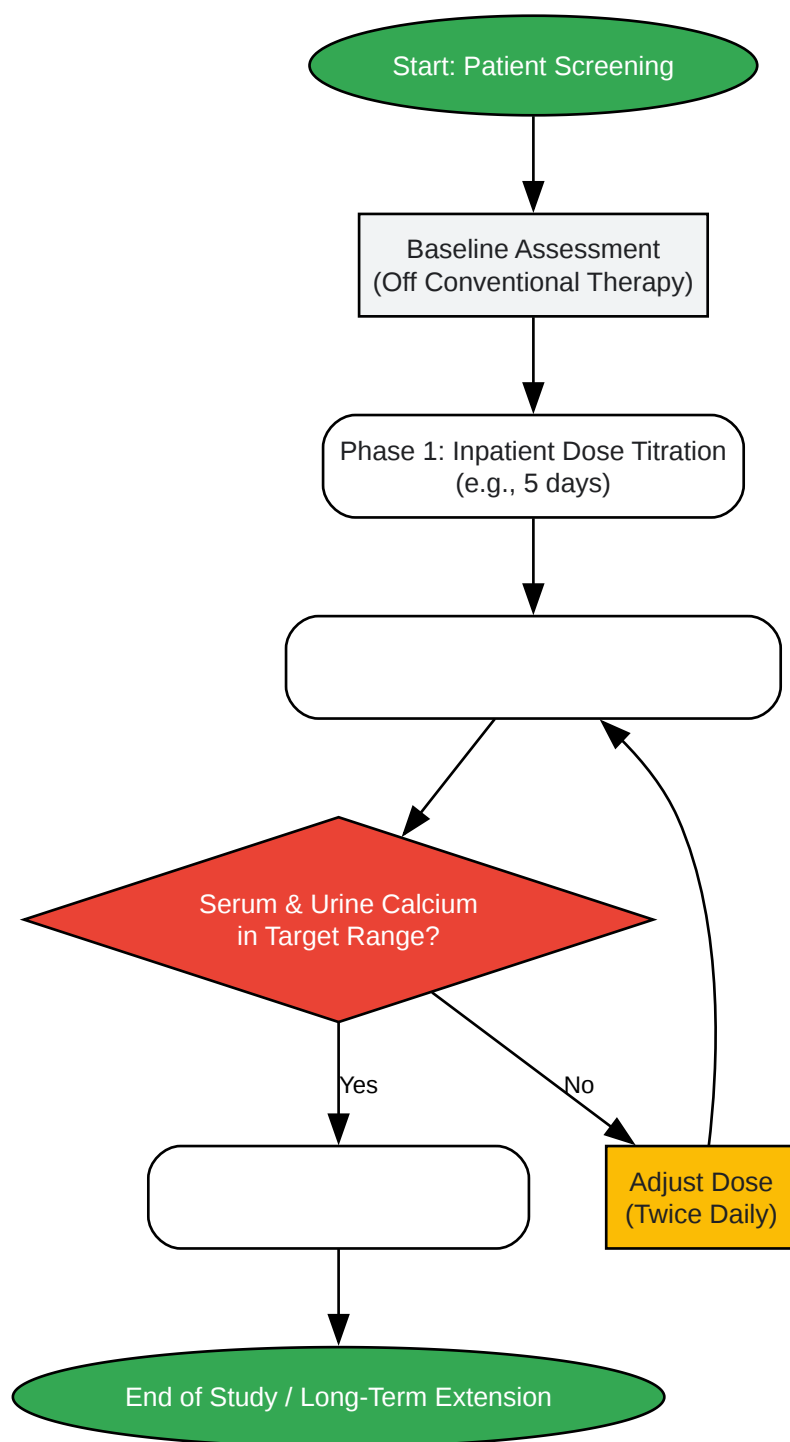 Start: Patient Screening
Baseline Assessment
(Off Conventional Therapy)
Phase 1: Inpatient Dose Titration
(e.g., 5 days)
Serum & Urine Calcium
in Target Range?
Yes
No
Adjust Dose
(Twice Daily)
End of Study / Long-Term Extension